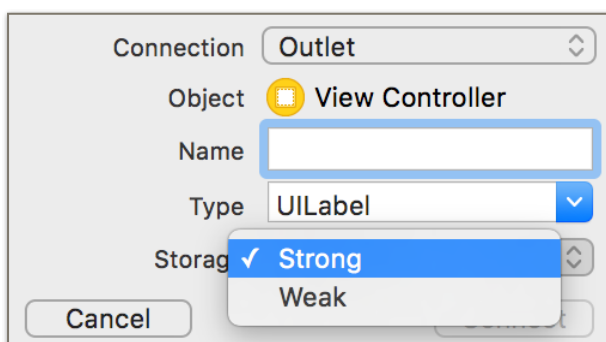 Connection Outlet
Object View Controller
Name
Type UILabel
Storag ✓ Strong
Weak
Cancel